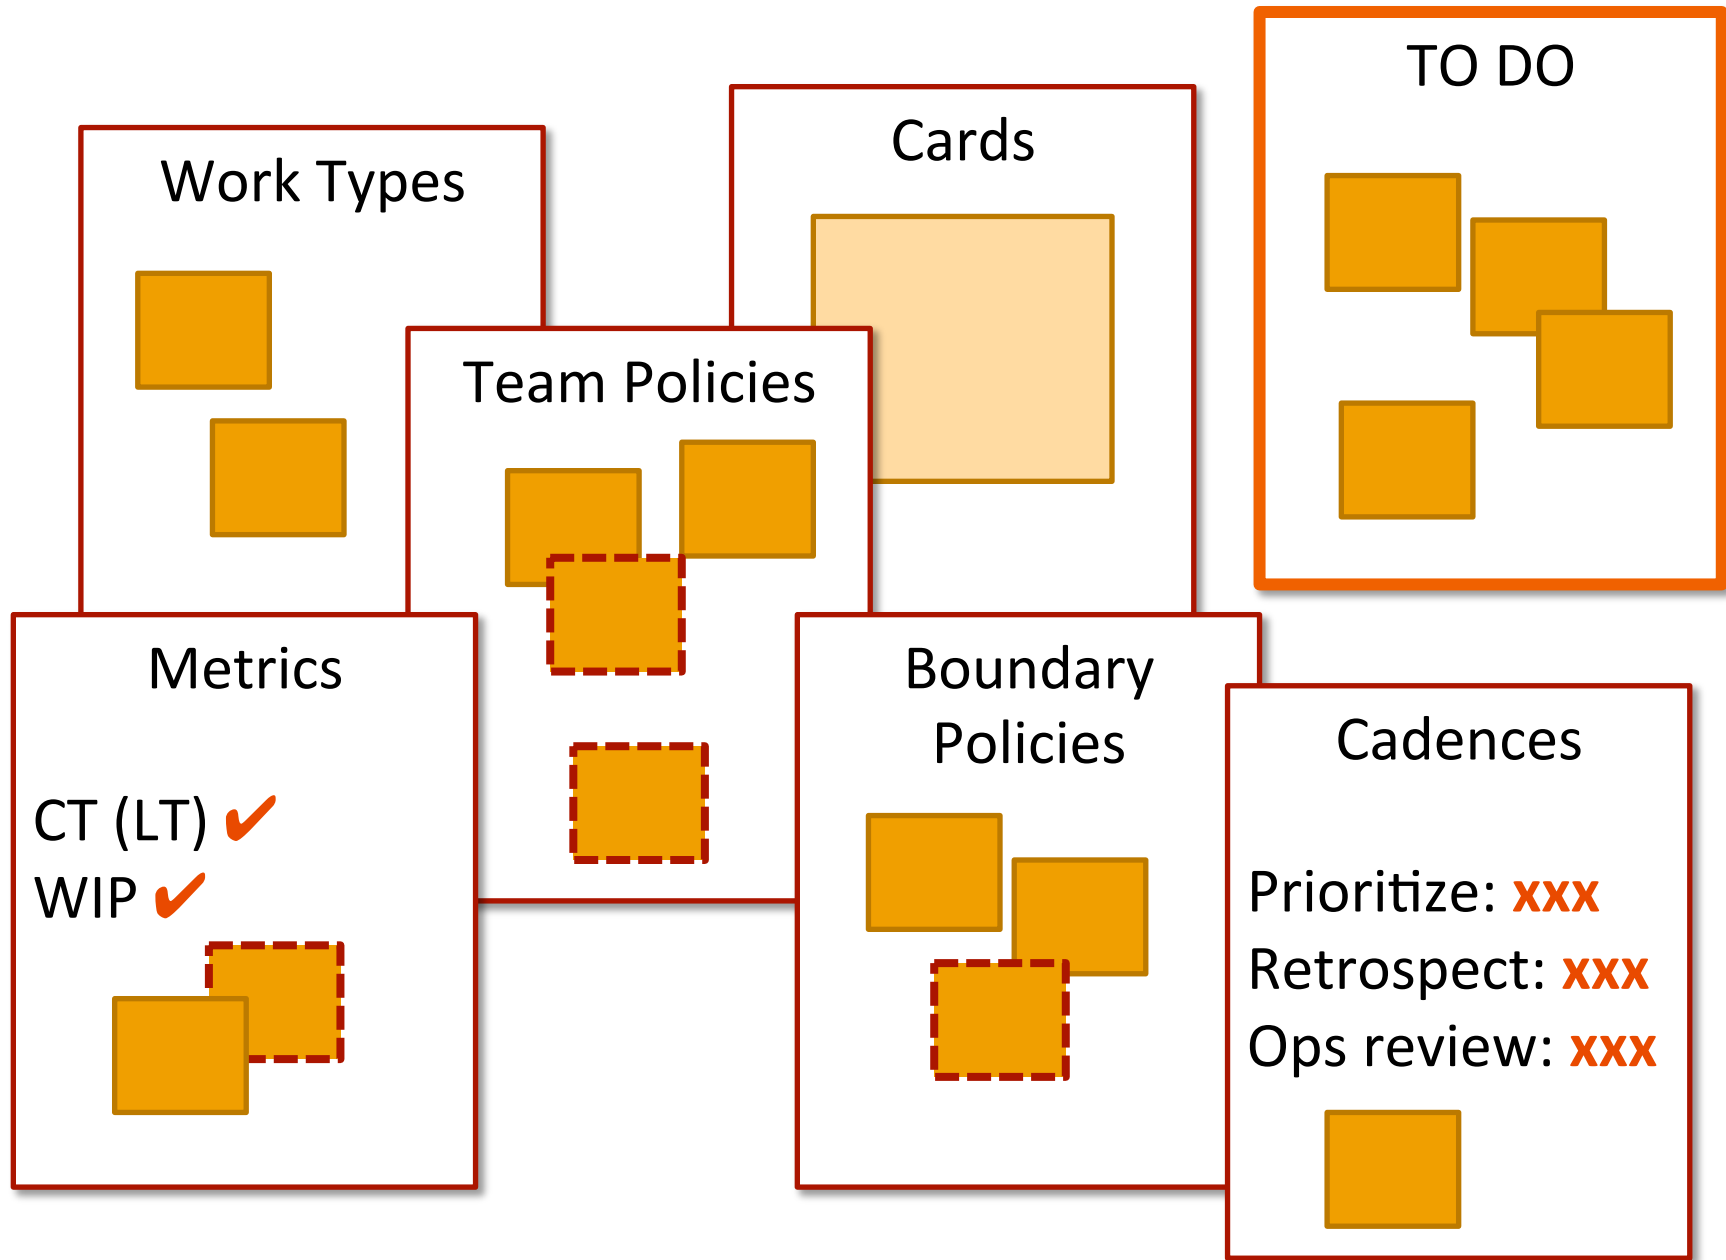 TO DO
Cards
Work Types
Team Policies
Metrics
CT (LT) ✔
WIP ✔
Boundary
Policies
Cadences
Prioritize: xxx
Retrospect: xxx
Ops review: xxx